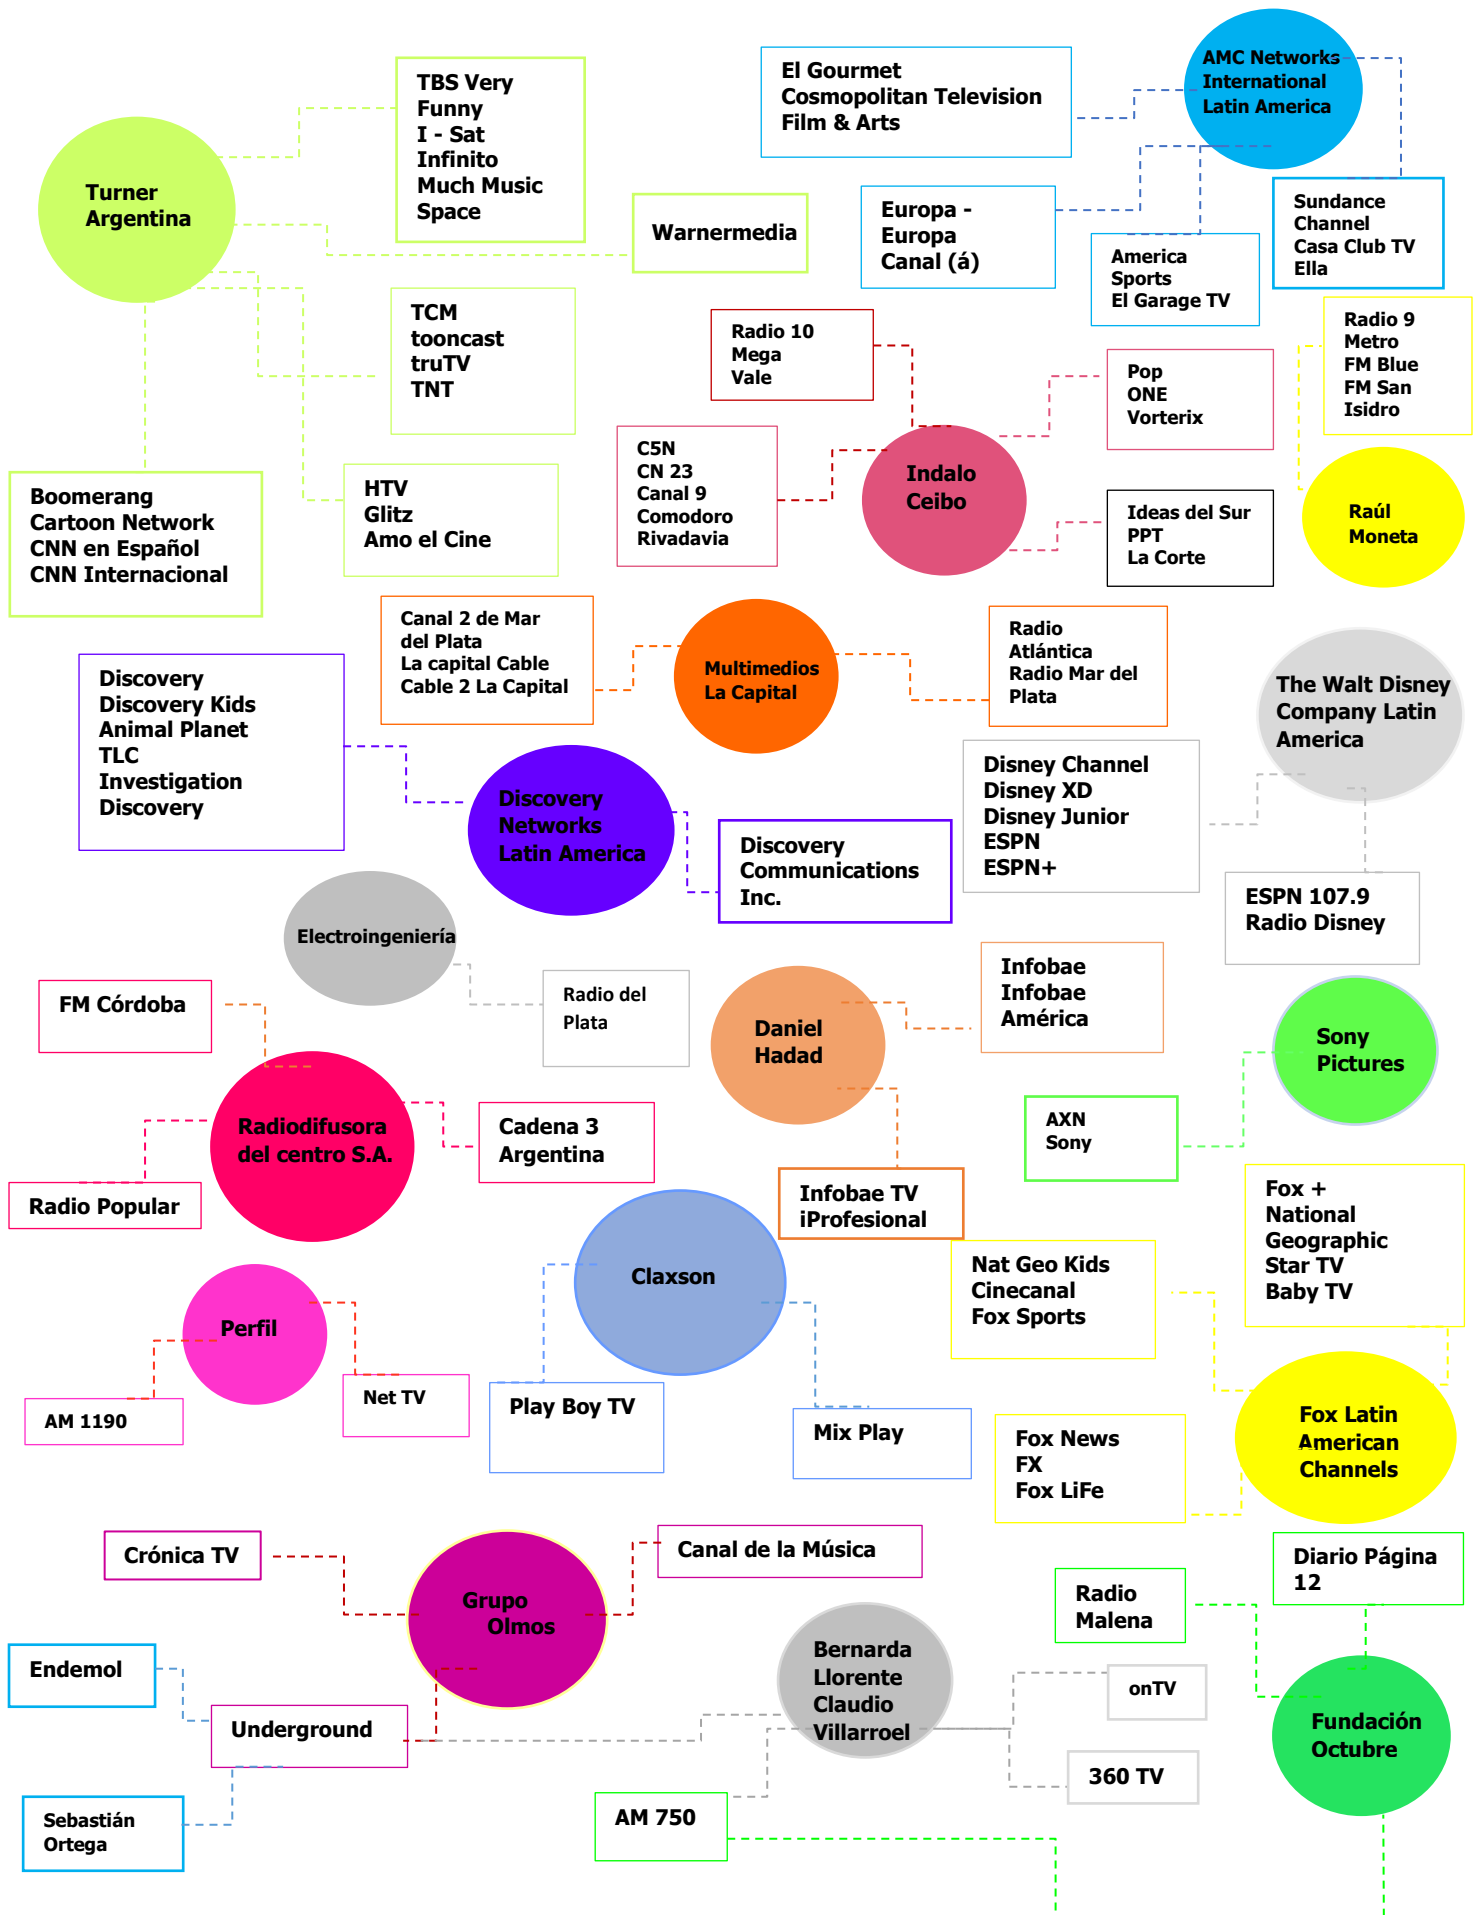 AMC Networks
International
Latin America
El Gourmet
Cosmopolitan Television
Film & Arts
TBS Very
Funny
I - Sat
Infinito
Much Music
Space
Turner
Argentina
Warnermedia
Europa -
Europa
Canal (á)
America
Sports
El Garage TV
Sundance
Channel
Casa Club TV
Ella
TCM
tooncast
truTV
TNT
Radio 10
Mega
Vale
Pop
ONE
Vorterix
Radio 9
Metro
FM Blue
FM San
Isidro
C5N
CN 23
Canal 9
Comodoro
Rivadavia
Indalo
Ceibo
Boomerang
Cartoon Network
CNN en Español
CNN Internacional
HTV
Glitz
Amo el Cine
Ideas del Sur
PPT
La Corte
Raúl
Moneta
Canal 2 de Mar
del Plata
La capital Cable
Cable 2 La Capital
Multimedios
La Capital
Radio
Atlántica
Radio Mar del
Plata
The Walt Disney
Company Latin
America
Discovery
Discovery Kids
Animal Planet
TLC
Investigation
Discovery
Discovery
Networks
Latin America
Disney Channel
Disney XD
Disney Junior
ESPN
ESPN+
Discovery
Communications
Inc.
ESPN 107.9
Radio Disney
Electroingeniería
Radio del
Plata
Infobae
Infobae
América
FM Córdoba
Daniel
Hadad
Sony
Pictures
Radiodifusora
del centro S.A.
Cadena 3
Argentina
AXN
Sony
Radio Popular
Infobae TV
iProfesional
Fox +
National
Geographic
Star TV
Baby TV
Claxson
Nat Geo Kids
Cinecanal
Fox Sports
Perfil
AM 1190
Net TV
Play Boy TV
Mix Play
Fox Latin
American
Channels
Fox News
FX
Fox LiFe
Crónica TV
Canal de la Música
Grupo
Olmos
Radio
Malena
Diario Página
12
Endemol
Underground
Bernarda
Llorente
Claudio
Villarroel
onTV
Fundación
Octubre
360 TV
Sebastián
Ortega
AM 750